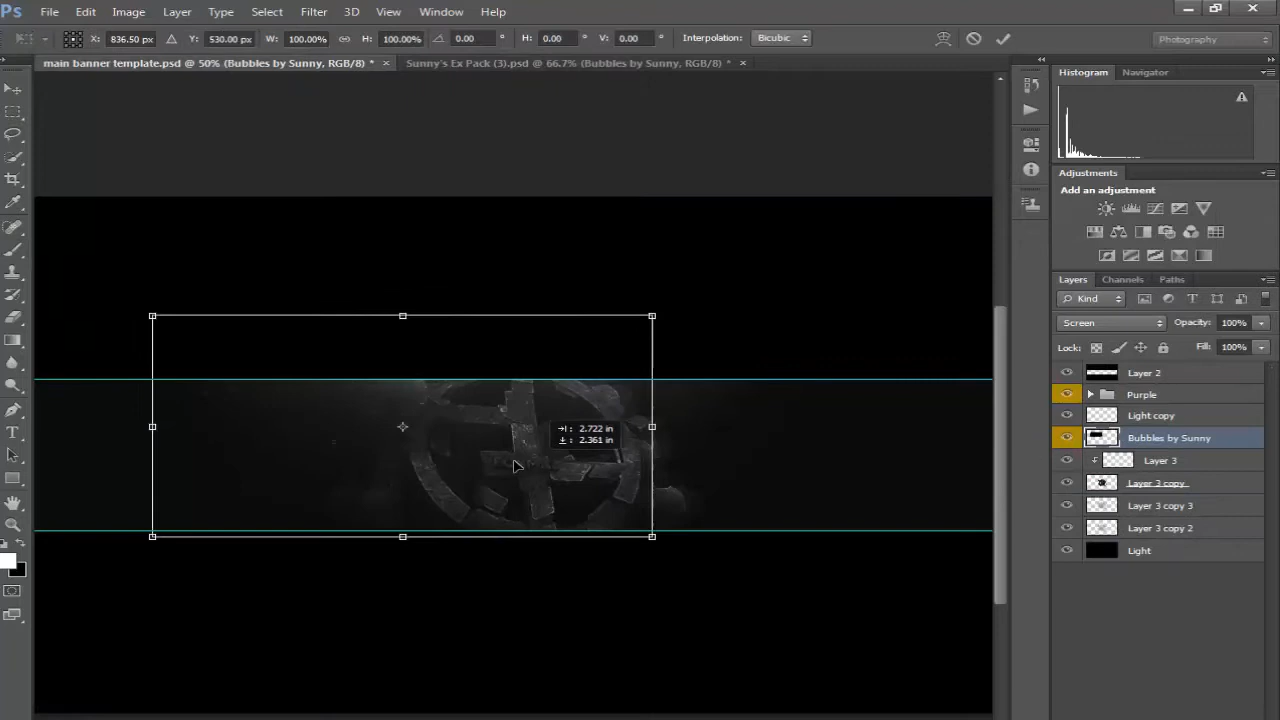 Ps File Edit Image Layer Type Select Filter 3D View Window Help
X: 836.50 px Y: 530.00 px W: 100.00% H: 100.00% 0.00 ° H: 0.00 ° V: 0.00 ° Interpolation: Bicubic Photography
main banner template.psd @ 50% (Bubbles by Sunny, RGB/8) * × Sunny's Ex Pack (3).psd @ 66.7% (Bubbles by Sunny, RGB/8) * ×
Histogram Navigator
Adjustments
Add an adjustment
Layers Channels Paths
Kind
Screen Opacity: 100%
Lock: Fill: 100%
Layer 2
Purple
Light copy
Bubbles by Sunny
Layer 3
Layer 3 copy
Layer 3 copy 3
Layer 3 copy 2
Light
: 2.722 in
: 2.361 in